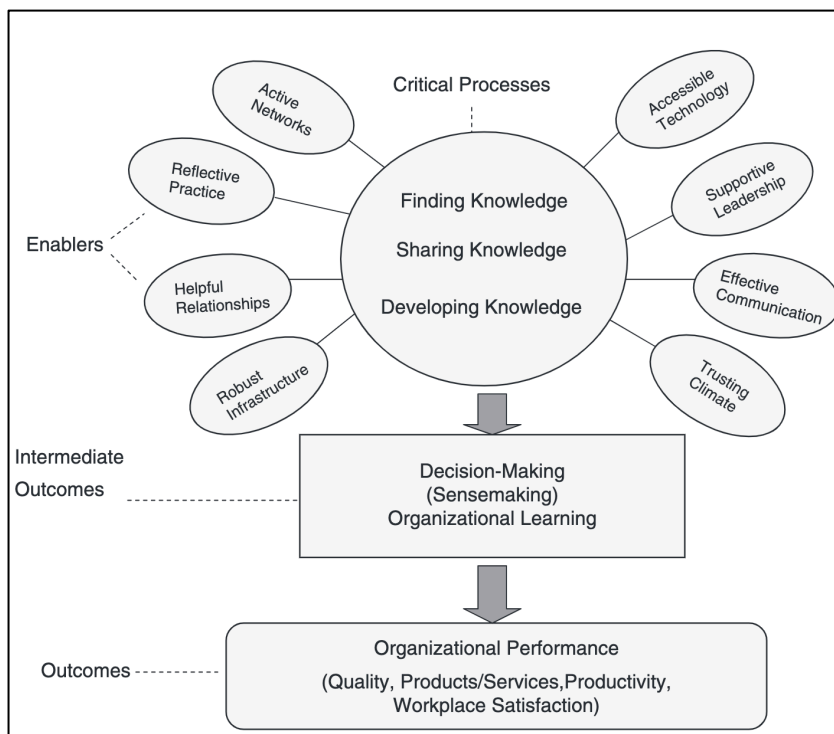 Critical Processes
Active
Networks
Accessible
Technology
Reflective
Practice
Supportive
Leadership
Finding Knowledge
Sharing Knowledge
Developing Knowledge
Enablers
Helpful
Relationships
Effective
Communication
Robust
Infrastructure
Trusting
Climate
Intermediate
Outcomes
Decision-Making
(Sensemaking)
Organizational Learning
Outcomes
Organizational Performance
(Quality, Products/Services,Productivity,
Workplace Satisfaction)